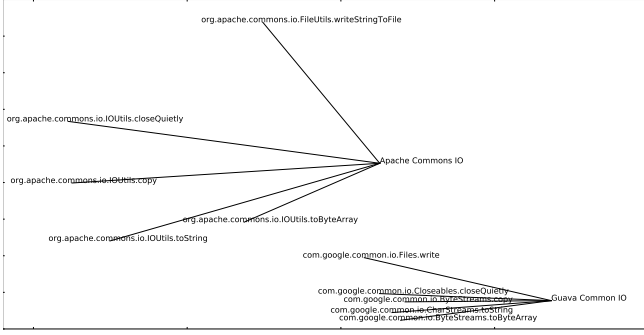 org.apache.commons.io.FileUtils.writeStringToFile
org.apache.commons.io.IOUtils.closeQuietly
Apache Commons IO
org.apache.commons.io.IOUtils.copy
org.apache.commons.io.IOUtils.toByteArray
org.apache.commons.io.IOUtils.toString
com.google.common.io.Files.write
com.google.common.io.Closeables.closeQuietly
com.google.common.io.ByteStreams.copy
Guava Common IO
com.google.common.io.CharStreams.toString
com.google.common.io.ByteStreams.toByteArray